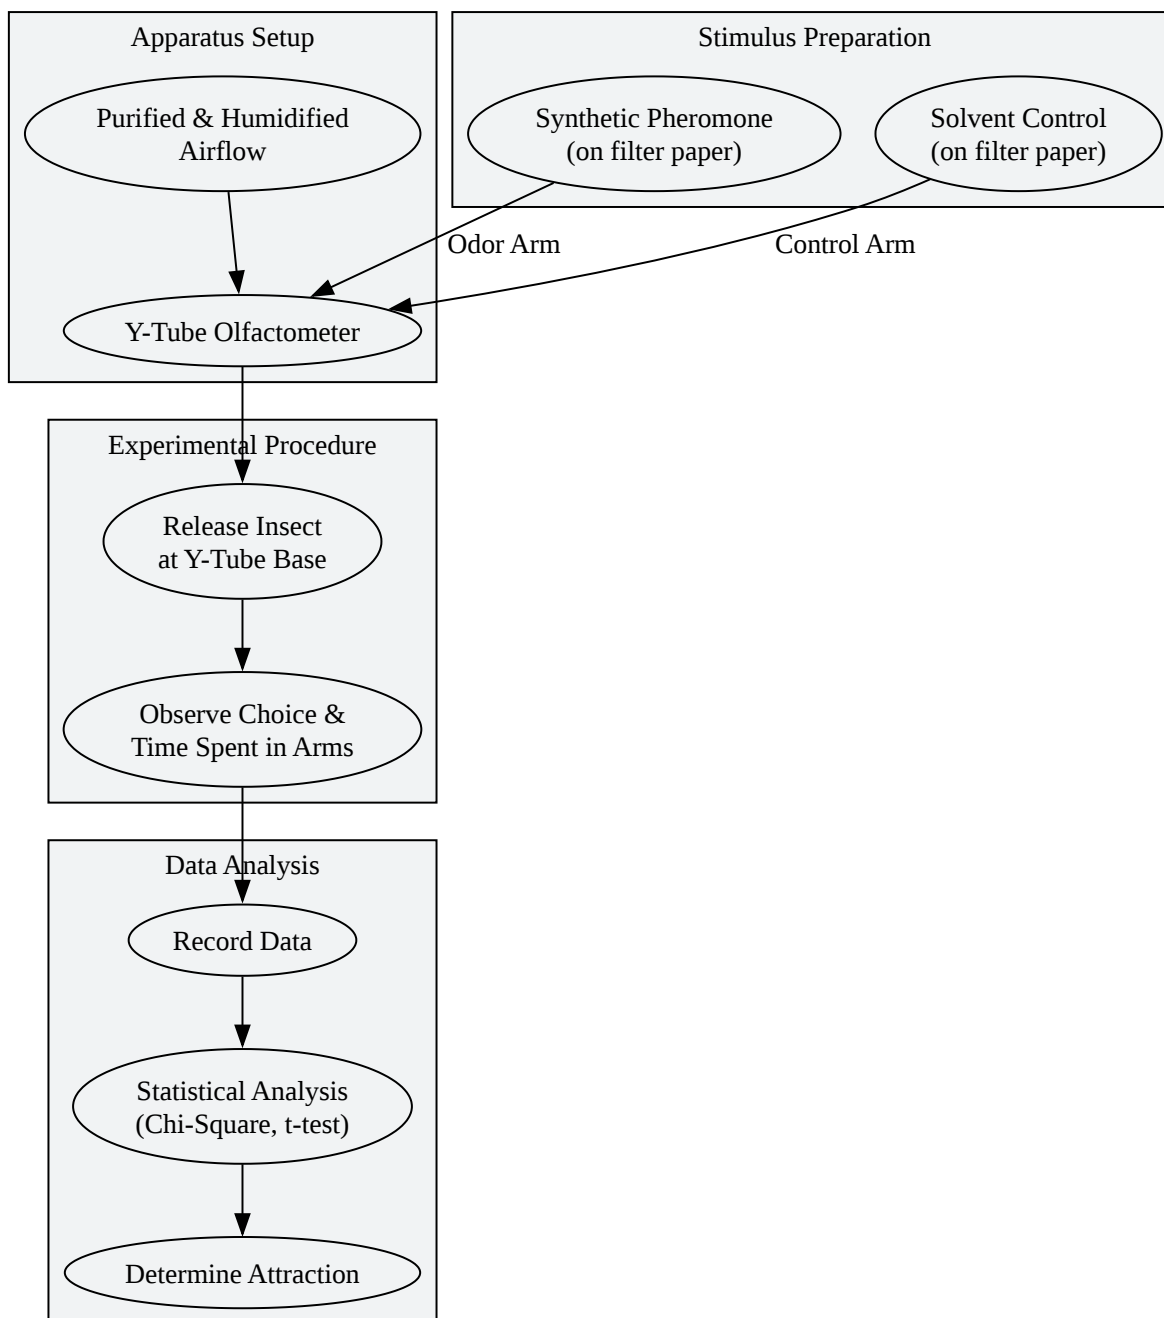 Apparatus Setup
Stimulus Preparation
Purified & Humidified
Airflow
Synthetic Pheromone
(on filter paper)
Solvent Control
(on filter paper)
Odor Arm
Control Arm
Y-Tube Olfactometer
Experimental Procedure
Release Insect
at Y-Tube Base
Observe Choice &
Time Spent in Arms
Data Analysis
Record Data
Statistical Analysis
(Chi-Square, t-test)
Determine Attraction